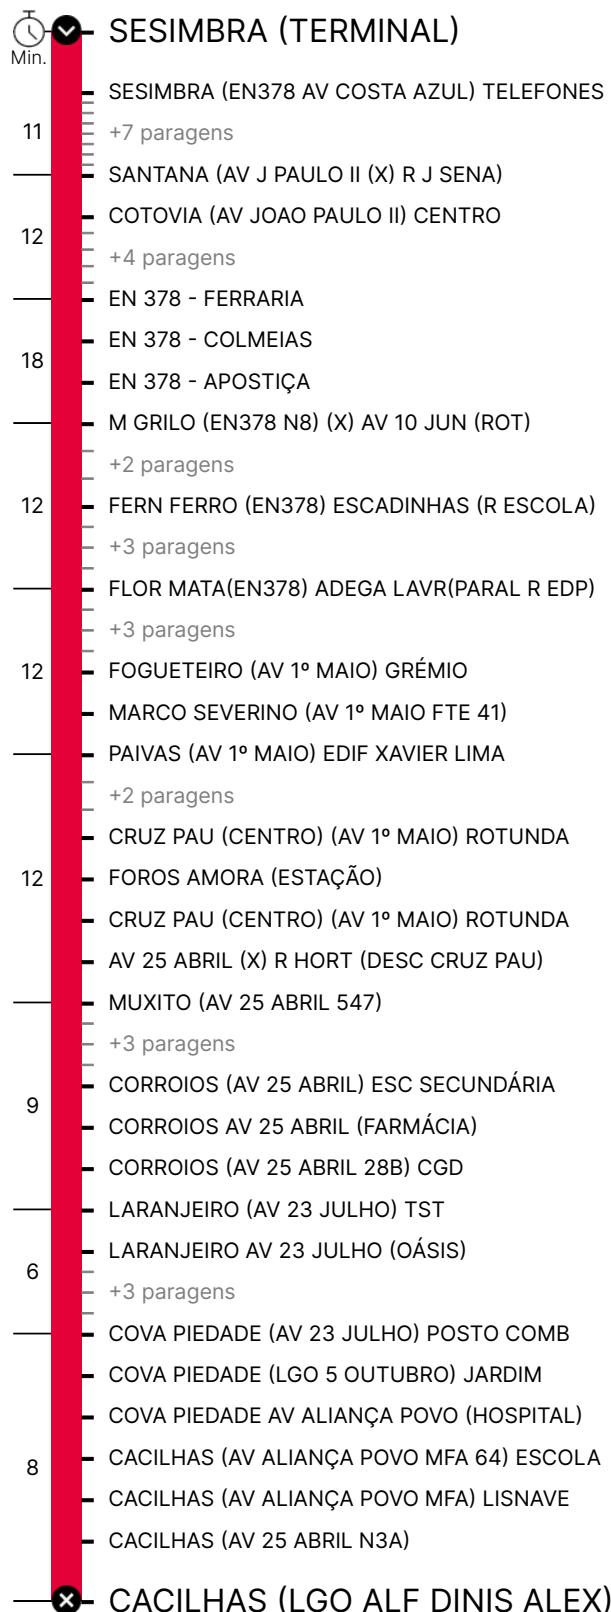 SESIMBRA (TERMINAL)
Min.
SESIMBRA (EN378 AV COSTA AZUL) TELEFONES
11
+7 paragens
SANTANA (AV J PAULO II (X) R J SENA)
COTOVIA (AV JOAO PAULO II) CENTRO
12
+4 paragens
EN 378 - FERRARIA
EN 378 - COLMEIAS
18
EN 378 - APOSTIÇA
M GRILO (EN378 N8) (X) AV 10 JUN (ROT)
+2 paragens
12
FERN FERRO (EN378) ESCADINHAS (R ESCOLA)
+3 paragens
FLOR MATA(EN378) ADEGA LAVR(PARAL R EDP)
+3 paragens
12
FOGUETEIRO (AV 1º MAIO) GRÉMIO
MARCO SEVERINO (AV 1º MAIO FTE 41)
PAIVAS (AV 1º MAIO) EDIF XAVIER LIMA
+2 paragens
CRUZ PAU (CENTRO) (AV 1º MAIO) ROTUNDA
12
FOROS AMORA (ESTAÇÃO)
CRUZ PAU (CENTRO) (AV 1º MAIO) ROTUNDA
AV 25 ABRIL (X) R HORT (DESC CRUZ PAU)
MUXITO (AV 25 ABRIL 547)
+3 paragens
CORROIOS (AV 25 ABRIL) ESC SECUNDÁRIA
9
CORROIOS AV 25 ABRIL (FARMÁCIA)
CORROIOS (AV 25 ABRIL 28B) CGD
LARANJEIRO (AV 23 JULHO) TST
LARANJEIRO AV 23 JULHO (OÁSIS)
6
+3 paragens
COVA PIEDADE (AV 23 JULHO) POSTO COMB
COVA PIEDADE (LGO 5 OUTUBRO) JARDIM
COVA PIEDADE AV ALIANÇA POVO (HOSPITAL)
CACILHAS (AV ALIANÇA POVO MFA 64) ESCOLA
8
CACILHAS (AV ALIANÇA POVO MFA) LISNAVE
CACILHAS (AV 25 ABRIL N3A)
CACILHAS (LGO ALF DINIS ALEX)